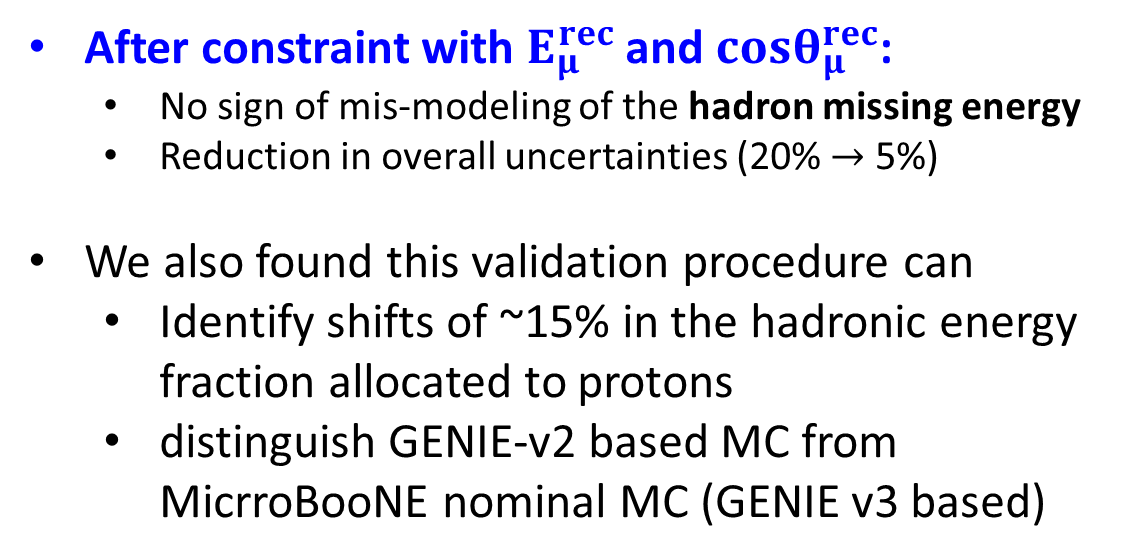 • After constraint with E_μ^rec and cosθ_μ^rec:
• No sign of mis-modeling of the hadron missing energy
• Reduction in overall uncertainties (20% → 5%)
• We also found this validation procedure can
• Identify shifts of ~15% in the hadronic energy
fraction allocated to protons
• distinguish GENIE-v2 based MC from
MicrroBooNE nominal MC (GENIE v3 based)